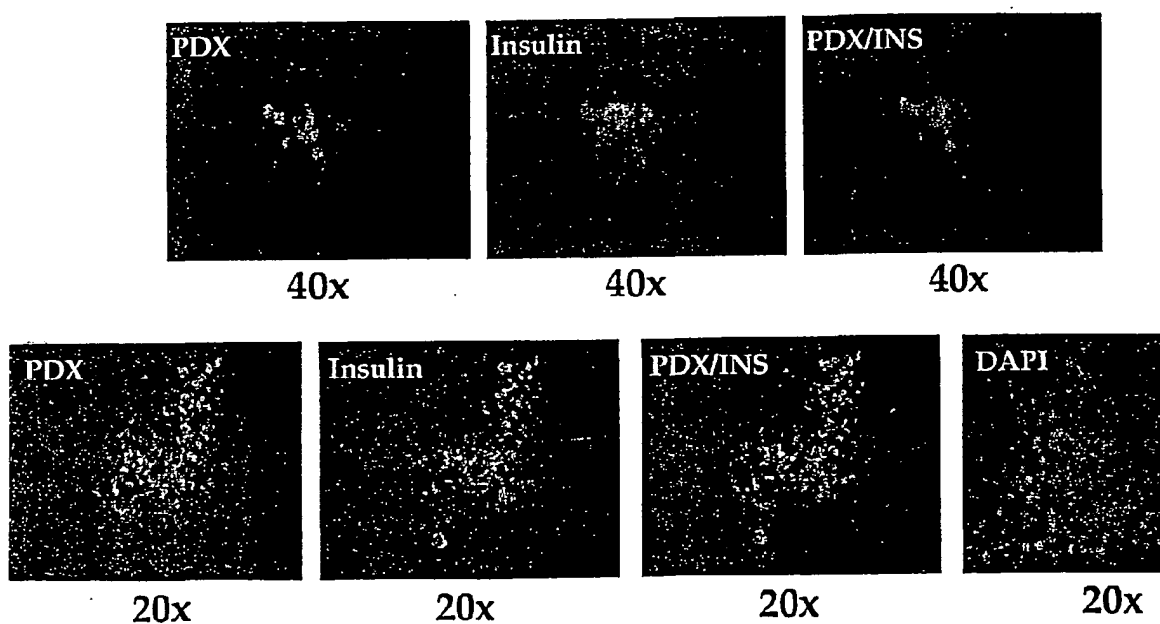 PDX Insulin PDX/INS
40x 40x 40x
PDX Insulin PDX/INS DAPI
20x 20x 20x 20x